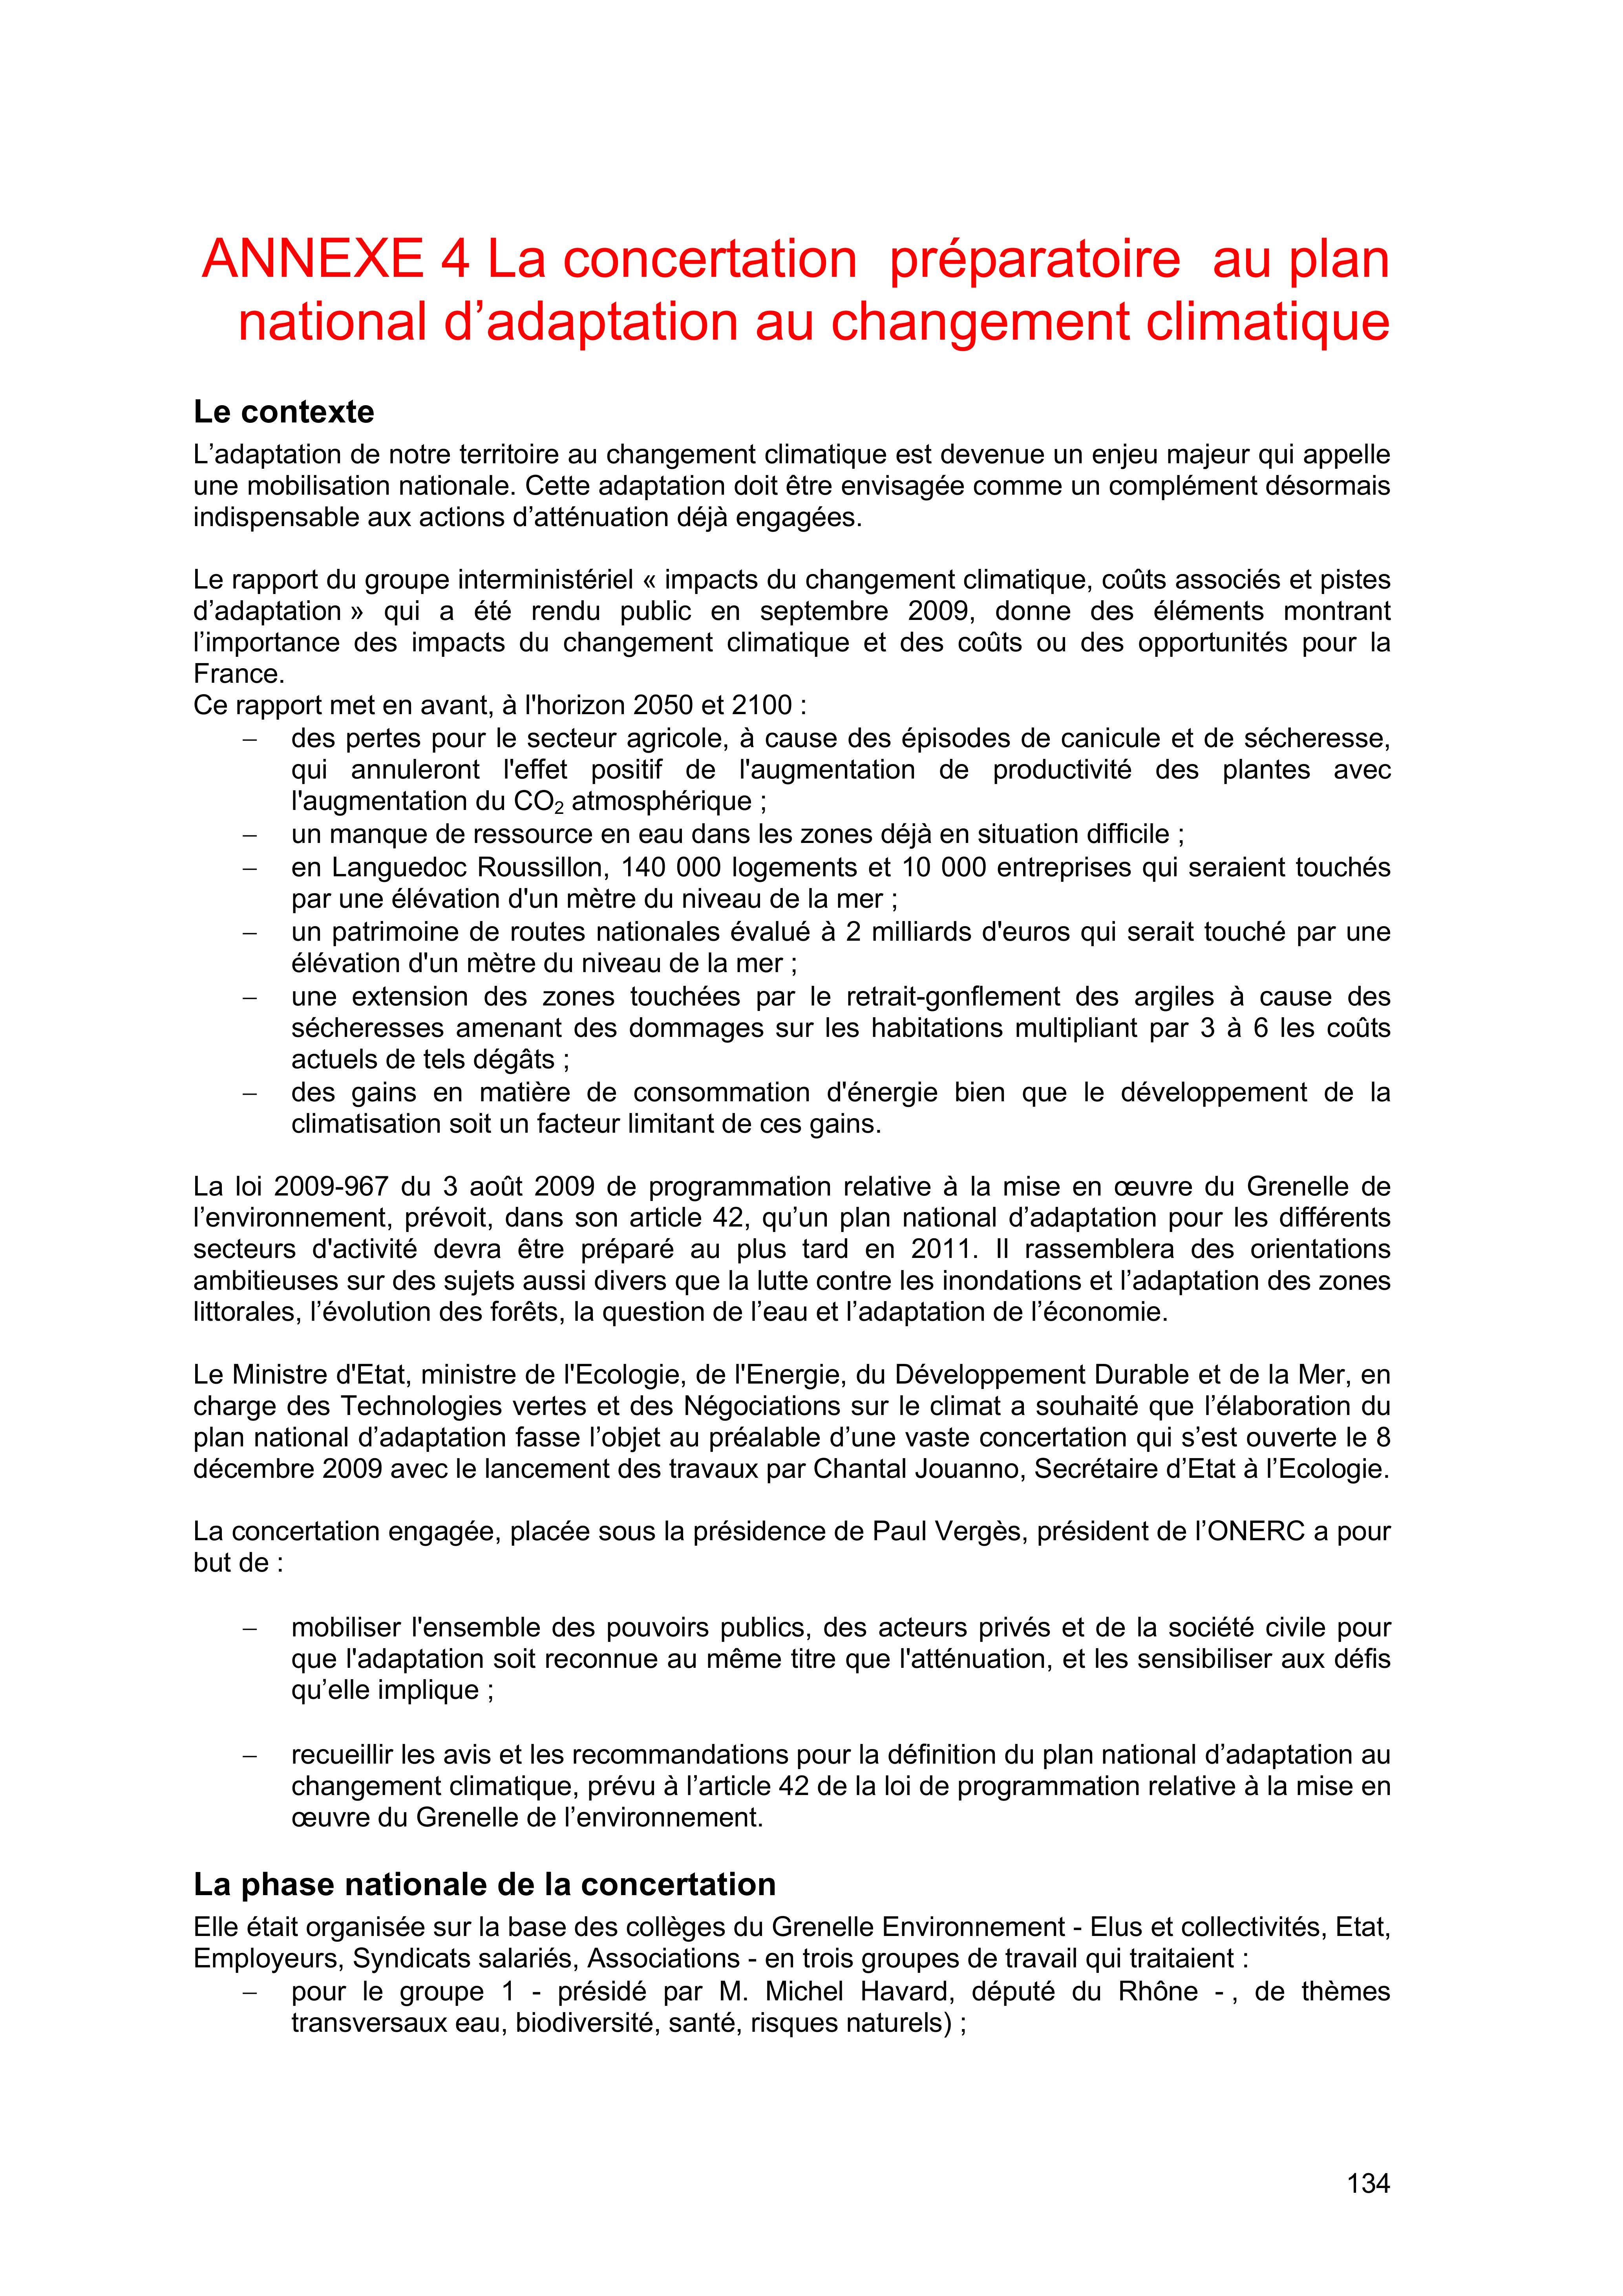 ANNEXE 4 La concertation  préparatoire  au plan
national d’adaptation au changement climatique
Le contexte
L’adaptation de notre territoire au changement climatique est devenue un enjeu majeur qui appelle
une mobilisation nationale. Cette adaptation doit être envisagée comme un complément désormais
indispensable aux actions d’atténuation déjà engagées.
Le rapport du groupe interministériel « impacts du changement climatique, coûts associés et pistes
d’adaptation » qui a été rendu public en septembre 2009, donne des éléments montrant
l’importance des impacts du changement climatique et des coûts ou des opportunités pour la
France.
Ce rapport met en avant, à l'horizon 2050 et 2100 :
– des pertes pour le secteur agricole, à cause des épisodes de canicule et de sécheresse,
qui annuleront l'effet positif de l'augmentation de productivité des plantes avec
l'augmentation du CO₂ atmosphérique ;
– un manque de ressource en eau dans les zones déjà en situation difficile ;
– en Languedoc Roussillon, 140 000 logements et 10 000 entreprises qui seraient touchés
par une élévation d'un mètre du niveau de la mer ;
– un patrimoine de routes nationales évalué à 2 milliards d'euros qui serait touché par une
élévation d'un mètre du niveau de la mer ;
– une extension des zones touchées par le retrait-gonflement des argiles à cause des
sécheresses amenant des dommages sur les habitations multipliant par 3 à 6 les coûts
actuels de tels dégâts ;
– des gains en matière de consommation d'énergie bien que le développement de la
climatisation soit un facteur limitant de ces gains.
La loi 2009-967 du 3 août 2009 de programmation relative à la mise en œuvre du Grenelle de
l’environnement, prévoit, dans son article 42, qu’un plan national d’adaptation pour les différents
secteurs d'activité devra être préparé au plus tard en 2011. Il rassemblera des orientations
ambitieuses sur des sujets aussi divers que la lutte contre les inondations et l’adaptation des zones
littorales, l’évolution des forêts, la question de l’eau et l’adaptation de l’économie.
Le Ministre d'Etat, ministre de l'Ecologie, de l'Energie, du Développement Durable et de la Mer, en
charge des Technologies vertes et des Négociations sur le climat a souhaité que l’élaboration du
plan national d’adaptation fasse l’objet au préalable d’une vaste concertation qui s’est ouverte le 8
décembre 2009 avec le lancement des travaux par Chantal Jouanno, Secrétaire d’Etat à l’Ecologie.
La concertation engagée, placée sous la présidence de Paul Vergès, président de l’ONERC a pour
but de :
– mobiliser l'ensemble des pouvoirs publics, des acteurs privés et de la société civile pour
que l'adaptation soit reconnue au même titre que l'atténuation, et les sensibiliser aux défis
qu’elle implique ;
– recueillir les avis et les recommandations pour la définition du plan national d’adaptation au
changement climatique, prévu à l’article 42 de la loi de programmation relative à la mise en
œuvre du Grenelle de l’environnement.
La phase nationale de la concertation
Elle était organisée sur la base des collèges du Grenelle Environnement - Elus et collectivités, Etat,
Employeurs, Syndicats salariés, Associations - en trois groupes de travail qui traitaient :
– pour le groupe 1 - présidé par M. Michel Havard, député du Rhône - , de thèmes
transversaux eau, biodiversité, santé, risques naturels) ;
134